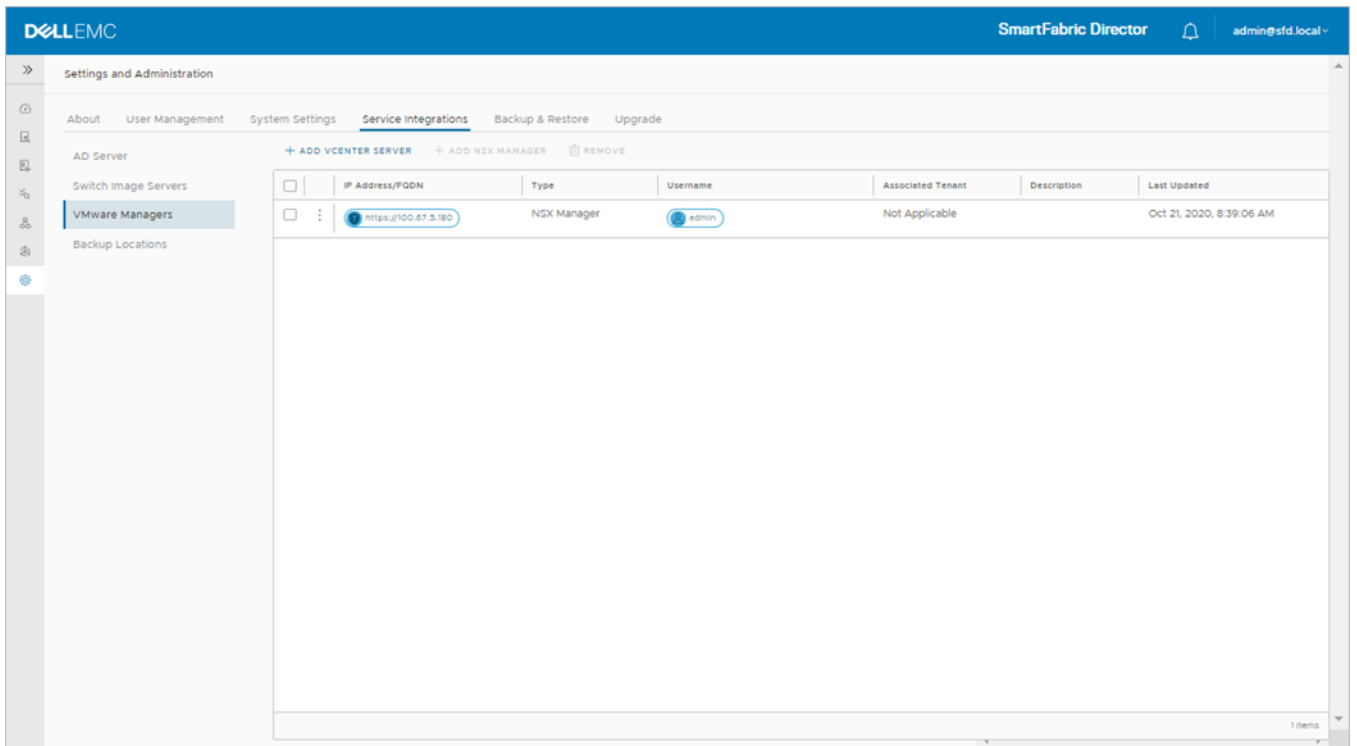 DELLEMC SmartFabric Director admin@sfd.local
Settings and Administration
About User Management System Settings Service Integrations Backup & Restore Upgrade
AD Server
Switch Image Servers
VMware Managers
Backup Locations
+ ADD VCENTER SERVER + ADD NSX MANAGER REMOVE
IP Address/FQDN Type Username Associated Tenant Description Last Updated
https://100.67.3.180 NSX Manager admin Not Applicable Oct 21, 2020, 8:39:06 AM
1 items